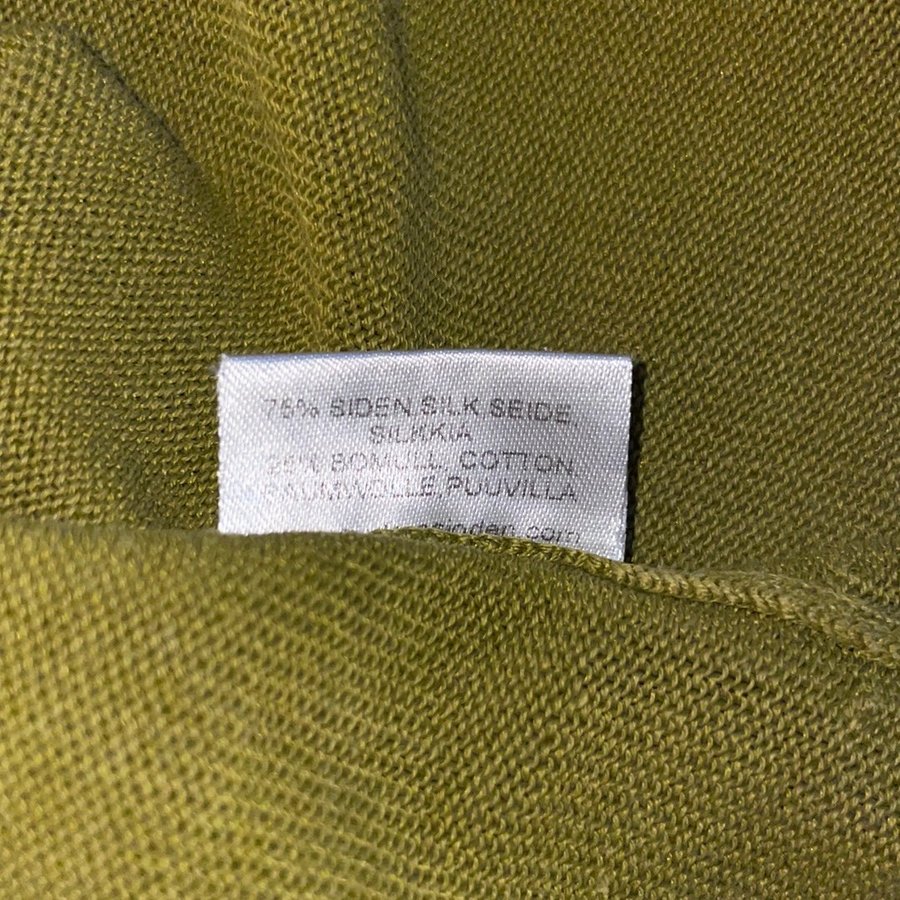 75% SIDEN, SILK SEIDE,
SILKKIA
25% BOMULL, COTTON,
BAUMWOLLE, PUUVILLA